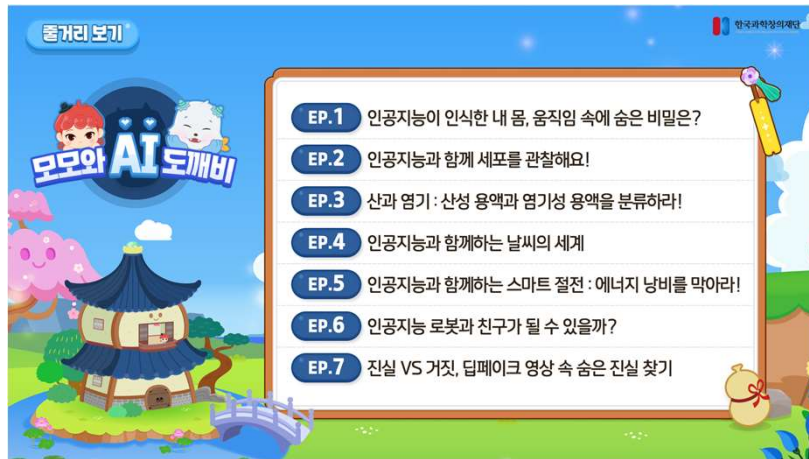 줄거리 보기
한국과학창의재단
모모와 AI 도깨비
EP.1 인공지능이 인식한 내 몸, 움직임 속에 숨은 비밀은?
EP.2 인공지능과 함께 세포를 관찰해요!
EP.3 산과 염기 : 산성 용액과 염기성 용액을 분류하라!
EP.4 인공지능과 함께하는 날씨의 세계
EP.5 인공지능과 함께하는 스마트 절전 : 에너지 낭비를 막아라!
EP.6 인공지능 로봇과 친구가 될 수 있을까?
EP.7 진실 VS 거짓, 딥페이크 영상 속 숨은 진실 찾기